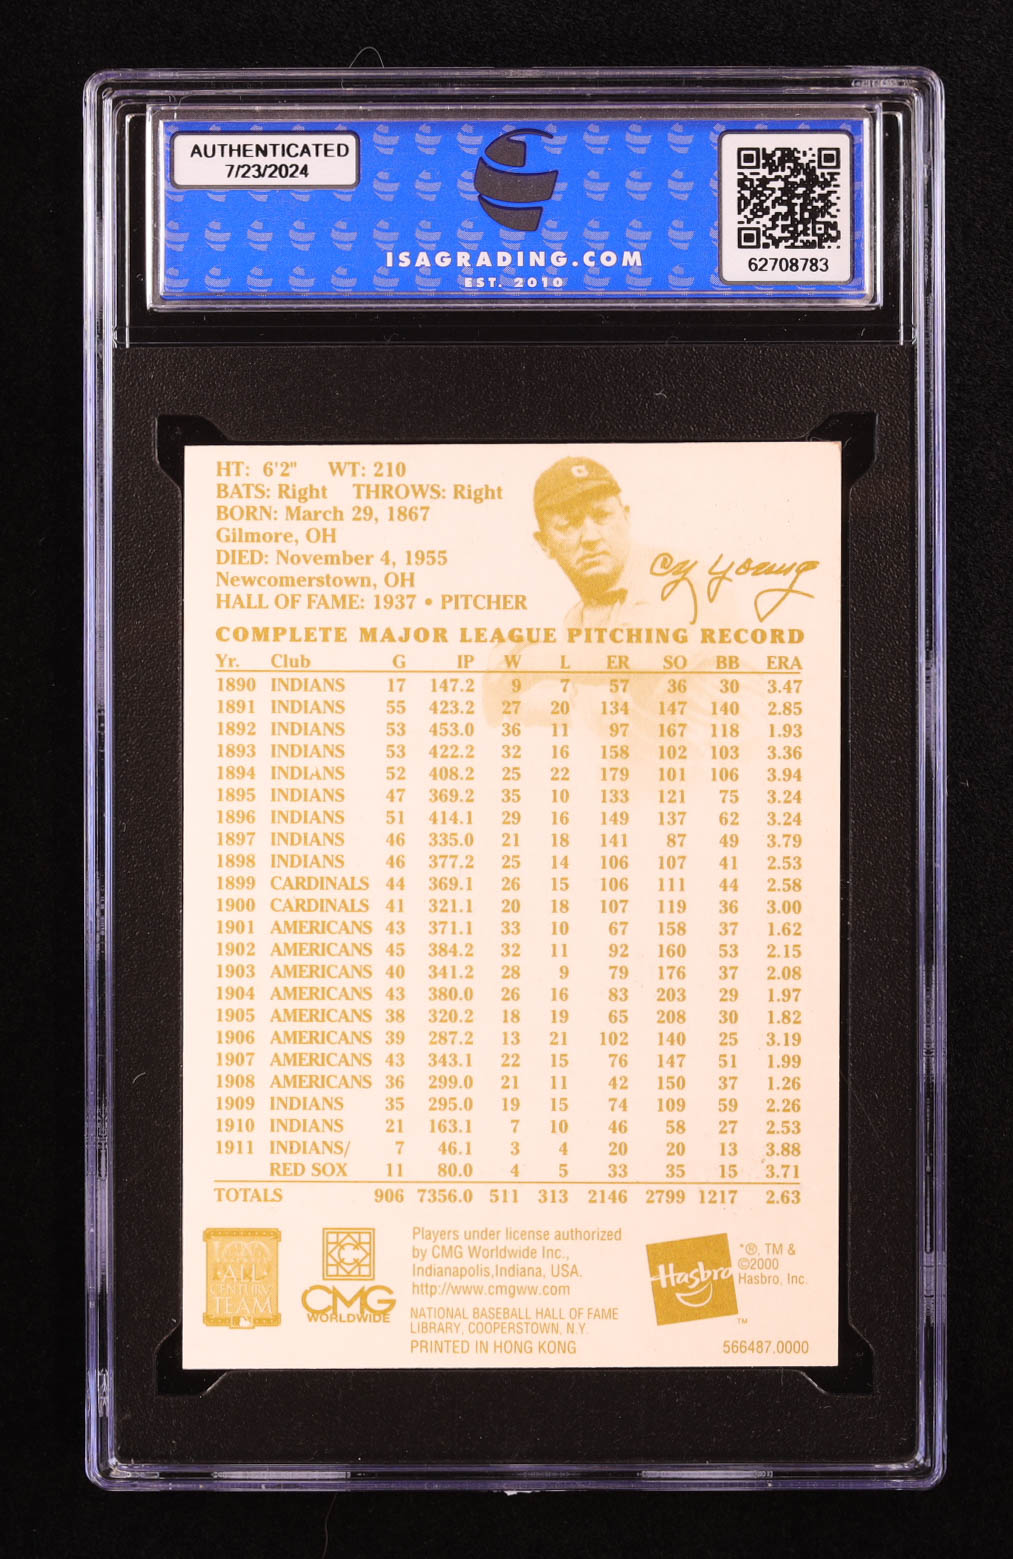 AUTHENTICATED
7/23/2024
ISAGRADING.COM
EST. 2010
62708783
HT: 6'2" WT: 210
BATS: Right THROWS: Right
BORN: March 29, 1867
Gilmore, OH
DIED: November 4, 1955
Newcomerstown, OH
HALL OF FAME: 1937 • PITCHER
C
Cy Young
COMPLETE MAJOR LEAGUE PITCHING RECORD
Yr. Club G IP W L ER SO BB ERA
1890 INDIANS 17 147.2 9 7 57 36 30 3.47
1891 INDIANS 55 423.2 27 20 134 147 140 2.85
1892 INDIANS 53 453.0 36 11 97 167 118 1.93
1893 INDIANS 53 422.2 32 16 158 102 103 3.36
1894 INDIANS 52 408.2 25 22 179 101 106 3.94
1895 INDIANS 47 369.2 35 10 133 121 75 3.24
1896 INDIANS 51 414.1 29 16 149 137 62 3.24
1897 INDIANS 46 335.0 21 18 141 87 49 3.79
1898 INDIANS 46 377.2 25 14 106 107 41 2.53
1899 CARDINALS 44 369.1 26 15 106 111 44 2.58
1900 CARDINALS 41 321.1 20 18 107 119 36 3.00
1901 AMERICANS 43 371.1 33 10 67 158 37 1.62
1902 AMERICANS 45 384.2 32 11 92 160 53 2.15
1903 AMERICANS 40 341.2 28 9 79 176 37 2.08
1904 AMERICANS 43 380.0 26 16 83 203 29 1.97
1905 AMERICANS 38 320.2 18 19 65 208 30 1.82
1906 AMERICANS 39 287.2 13 21 102 140 25 3.19
1907 AMERICANS 43 343.1 22 15 76 147 51 1.99
1908 AMERICANS 36 299.0 21 11 42 150 37 1.26
1909 INDIANS 35 295.0 19 15 74 109 59 2.26
1910 INDIANS 21 163.1 7 10 46 58 27 2.53
1911 INDIANS/ 7 46.1 3 4 20 20 13 3.88
RED SOX 11 80.0 4 5 33 35 15 3.71
TOTALS 906 7356.0 511 313 2146 2799 1217 2.63
ALL
CENTURY
TEAM
C
CMG
WORLDWIDE
Players under license authorized
by CMG Worldwide Inc.,
Indianapolis,Indiana, USA.
http://www.cmgww.com
NATIONAL BASEBALL HALL OF FAME
LIBRARY, COOPERSTOWN, N.Y.
PRINTED IN HONG KONG
Hasbro
TM
*®, TM &
©2000
Hasbro, Inc.
566487.0000